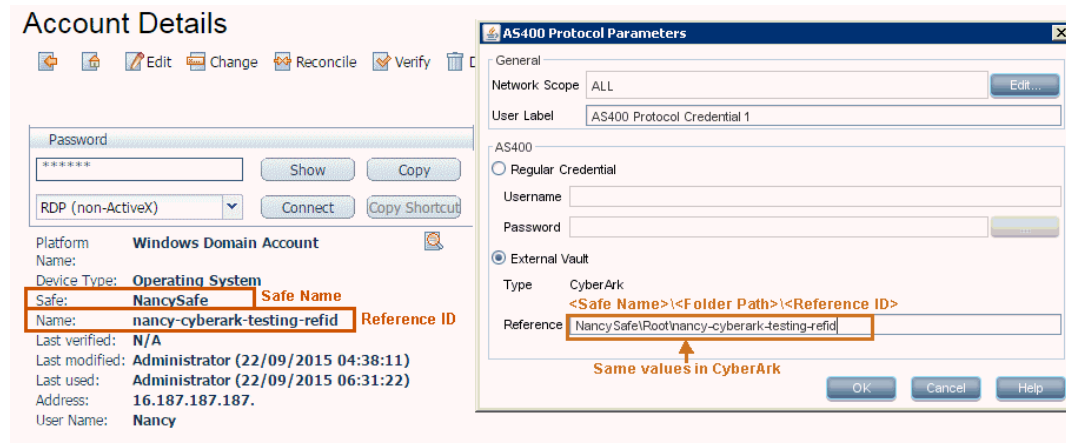 Account Details
Edit Change Reconcile Verify D
Password
******
Show Copy
RDP (non-ActiveX) Connect Copy Shortcut
Platform Name: Windows Domain Account
Device Type: Operating System
Safe: NancySafe Safe Name
Name: nancy-cyberark-testing-refid Reference ID
Last verified: N/A
Last modified: Administrator (22/09/2015 04:38:11)
Last used: Administrator (22/09/2015 06:31:22)
Address: 16.187.187.187.
User Name: Nancy
AS400 Protocol Parameters
General
Network Scope ALL Edit...
User Label AS400 Protocol Credential 1
AS400
Regular Credential
Username
Password ...
External Vault
Type CyberArk
<Safe Name>\<Folder Path>\<Reference ID>
Reference NancySafe\Root\nancy-cyberark-testing-refid
Same values in CyberArk
OK Cancel Help